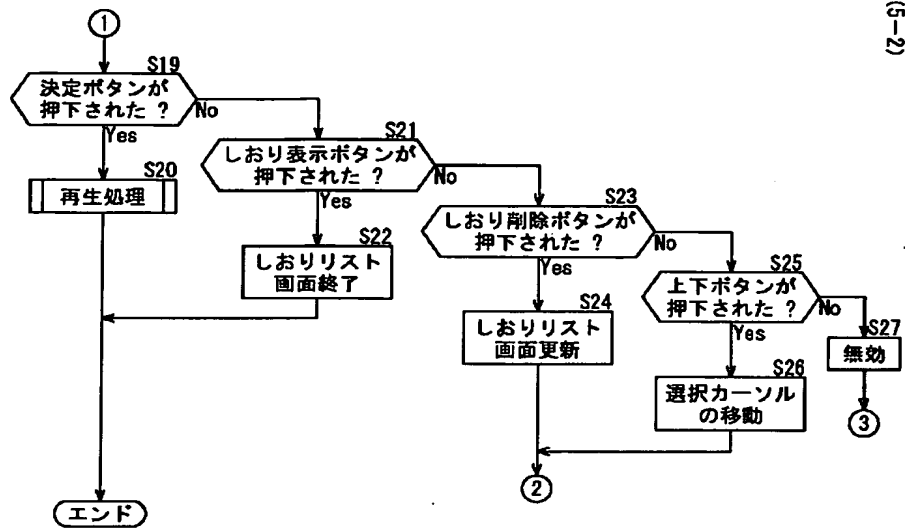 (5-2)
1
S19
決定ボタンが
押下された ?
No
Yes
S20
再生処理
S21
しおり表示ボタンが
押下された ?
No
Yes
S22
しおりリスト
画面終了
S23
しおり削除ボタンが
押下された ?
No
Yes
S24
しおりリスト
画面更新
S25
上下ボタンが
押下された ?
No
Yes
S26
選択カーソル
の移動
S27
無効
3
2
エンド